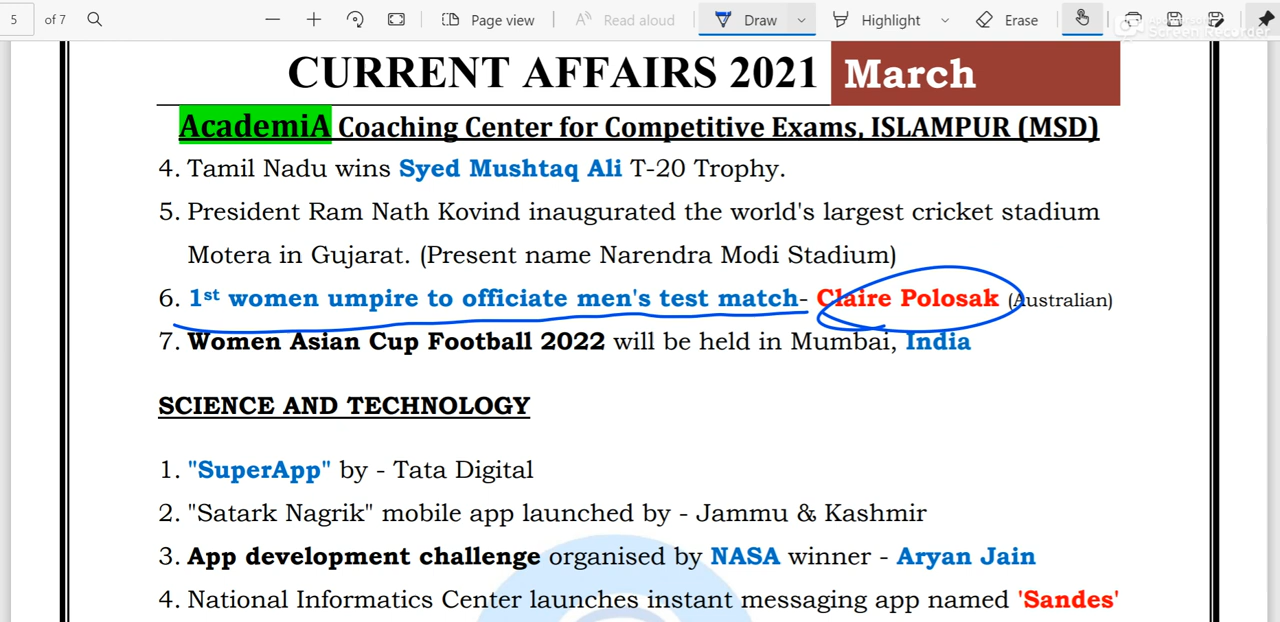 5 of 7 Page view Read aloud Draw Highlight Erase
CURRENT AFFAIRS 2021 March
AcademiA Coaching Center for Competitive Exams, ISLAMPUR (MSD)
4. Tamil Nadu wins Syed Mushtaq Ali T-20 Trophy.
5. President Ram Nath Kovind inaugurated the world's largest cricket stadium
Motera in Gujarat. (Present name Narendra Modi Stadium)
6. 1st women umpire to officiate men's test match- Claire Polosak (Australian)
7. Women Asian Cup Football 2022 will be held in Mumbai, India
SCIENCE AND TECHNOLOGY
1. "SuperApp" by - Tata Digital
2. "Satark Nagrik" mobile app launched by - Jammu & Kashmir
3. App development challenge organised by NASA winner - Aryan Jain
4. National Informatics Center launches instant messaging app named 'Sandes'